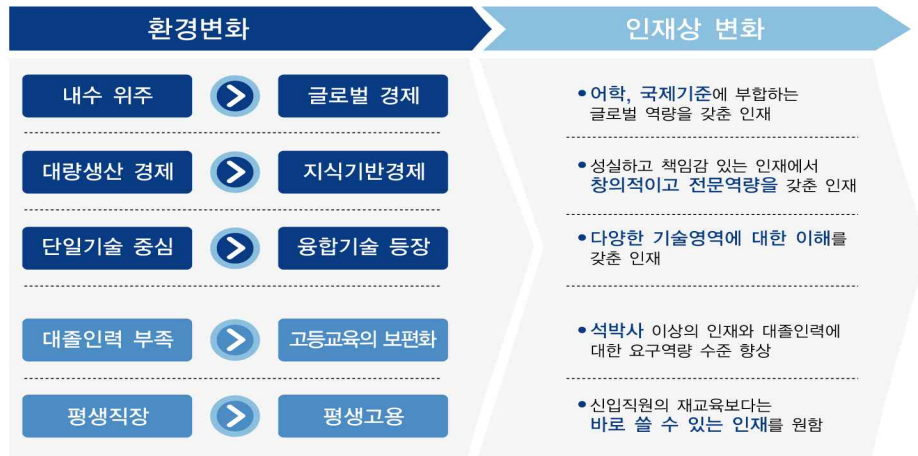 환경변화
인재상 변화
내수 위주
글로벌 경제
•어학, 국제기준에 부합하는
글로벌 역량을 갖춘 인재
대량생산 경제
지식기반경제
•성실하고 책임감 있는 인재에서
창의적이고 전문역량을 갖춘 인재
단일기술 중심
융합기술 등장
•다양한 기술영역에 대한 이해를
갖춘 인재
대졸인력 부족
고등교육의 보편화
•석박사 이상의 인재와 대졸인력에
대한 요구역량 수준 향상
평생직장
평생고용
•신입직원의 재교육보다는
바로 쓸 수 있는 인재를 원함